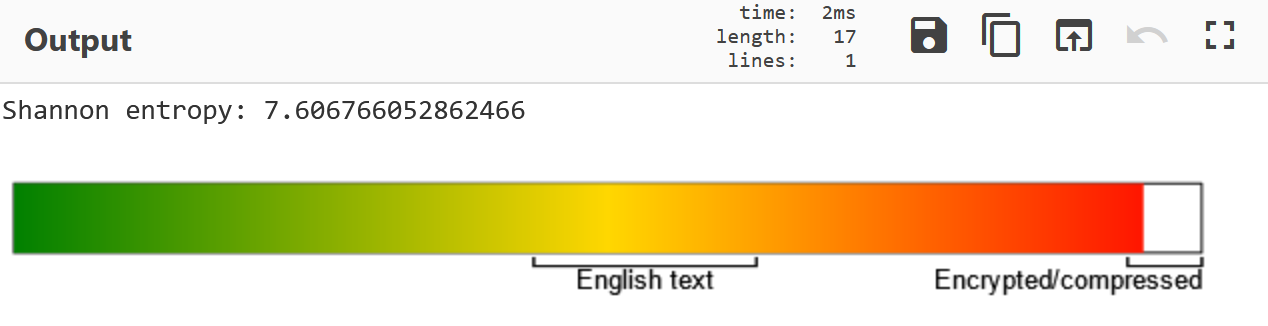 Output
time: 2ms
length: 17
lines: 1
Shannon entropy: 7.606766052862466
English text
Encrypted/compressed